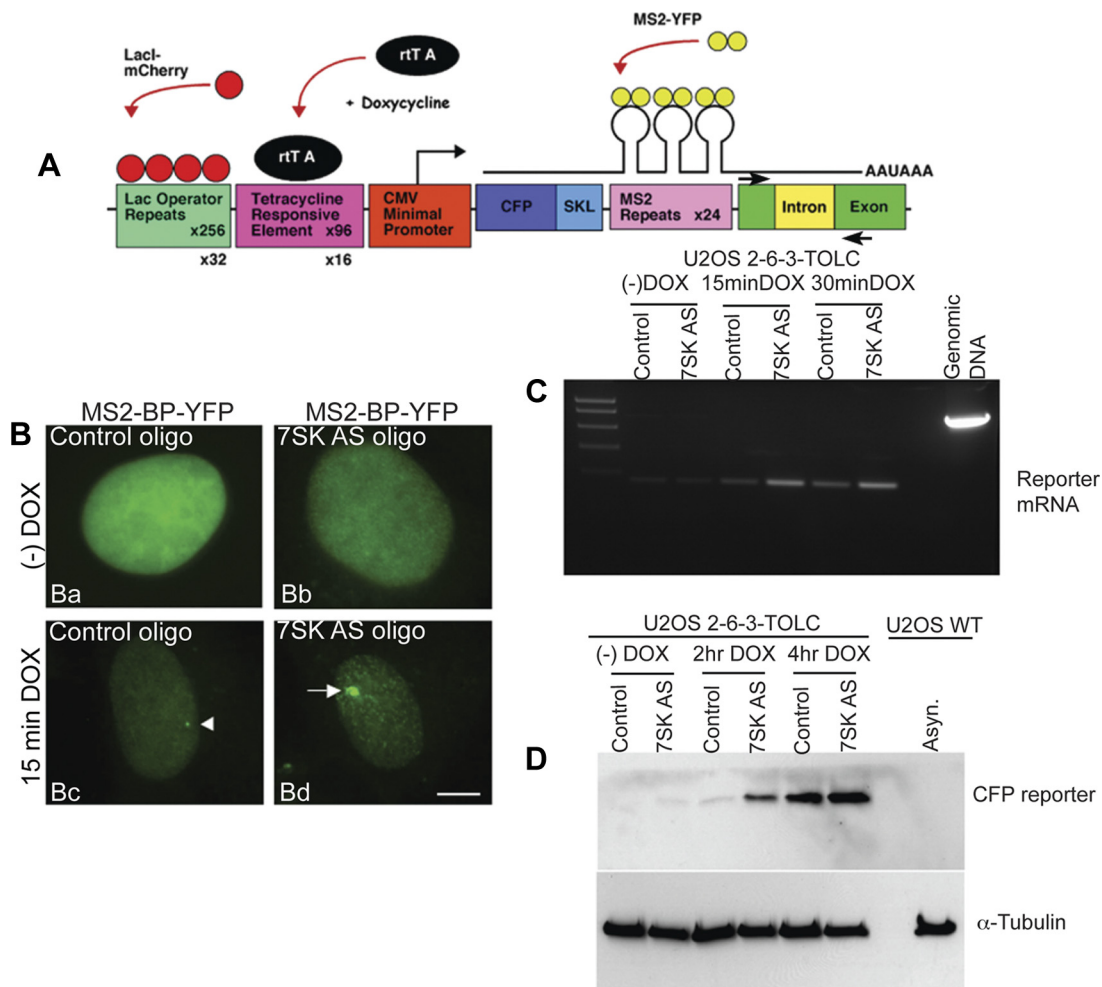 A
LacI-
mCherry
rtT A
+ Doxycycline
rtT A
MS2-YFP
AAUAAA
Lac Operator
Repeats
x256
x32
Tetracycline
Responsive
Element x96
x16
CMV
Minimal
Promoter
CFP
SKL
MS2
Repeats x24
Intron
Exon
B
MS2-BP-YFP
MS2-BP-YFP
(-) DOX
Control oligo
Ba
7SK AS oligo
Bb
15 min DOX
Control oligo
Bc
7SK AS oligo
Bd
C
U2OS 2-6-3-TOLC
(-)DOX 15minDOX 30minDOX
Control
7SK AS
Control
7SK AS
Control
7SK AS
Genomic
DNA
Reporter
mRNA
D
U2OS 2-6-3-TOLC
U2OS WT
(-) DOX 2hr DOX 4hr DOX
Control
7SK AS
Control
7SK AS
Control
7SK AS
Asyn.
CFP reporter
α-Tubulin